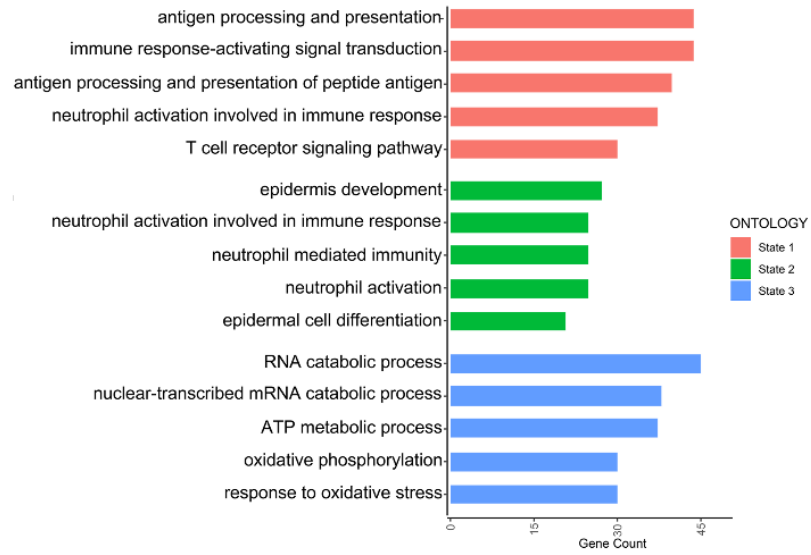 antigen processing and presentation
immune response-activating signal transduction
antigen processing and presentation of peptide antigen
neutrophil activation involved in immune response
T cell receptor signaling pathway
epidermis development
neutrophil activation involved in immune response
neutrophil mediated immunity
neutrophil activation
epidermal cell differentiation
RNA catabolic process
nuclear-transcribed mRNA catabolic process
ATP metabolic process
oxidative phosphorylation
response to oxidative stress
ONTOLOGY
State 1
State 2
State 3
0 15 30 45
Gene Count